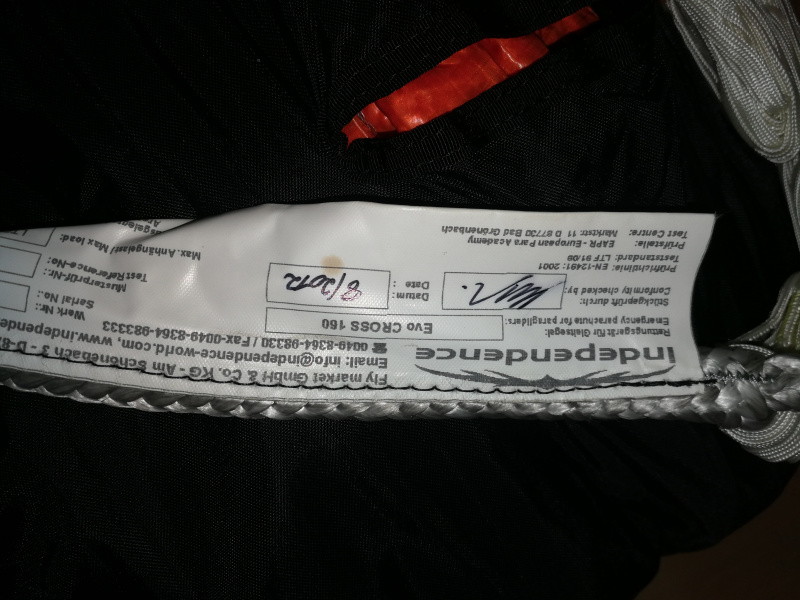 independence
Fly market GmbH & Co. KG - Am Schönebach 3 - D-8
Email: info@independence-world.com, www.independe
☎ 0049-8364-983330 / Fax-0049-8364-983333
Rettungsgerät für Gleitsegel:
Emergency parachute for paragliders:
Evo CROSS 160
Werk Nr.:
Serial No.:
Stückgeprüft durch:
Conformity checked by:
Datum:
Date :
8/2012
Musterprüf-Nr.:
Test Reference-No:
Prüfrichtlinie: EN-12491: 2001
Teststandard: LTF 91/09
Prüfstelle: EAPR - European Para Academy
Test Centre: Marktstr. 11 D 87730 Bad Grönenbach
Max. Anhängelast/ Max load: